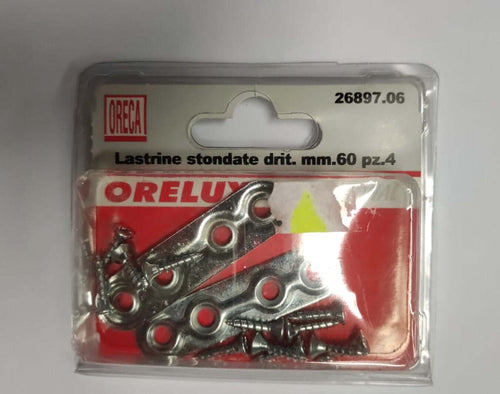 ORECA
26897.06
Lastrine stondate drit. mm.60 pz.4
ORELUX